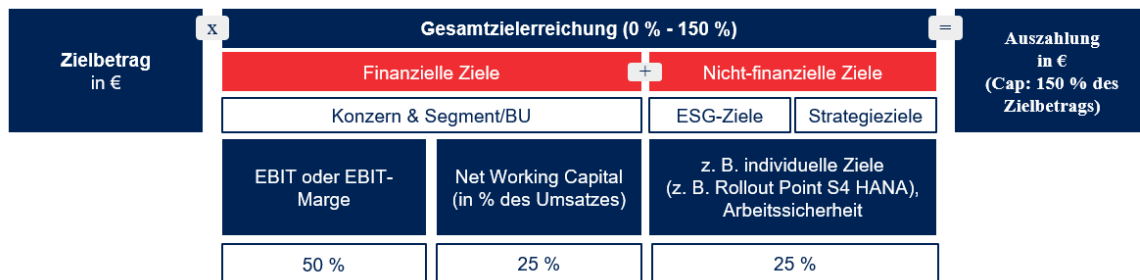 Zielbetrag
in €
x
Gesamtzielerreichung (0 % - 150 %)
=
Auszahlung
in €
(Cap: 150 % des
Zielbetrags)
Finanzielle Ziele
+
Nicht-finanzielle Ziele
Konzern & Segment/BU
ESG-Ziele
Strategieziele
EBIT oder EBIT-
Marge
Net Working Capital
(in % des Umsatzes)
z. B. individuelle Ziele
(z. B. Rollout Point S4 HANA),
Arbeitssicherheit
50 %
25 %
25 %